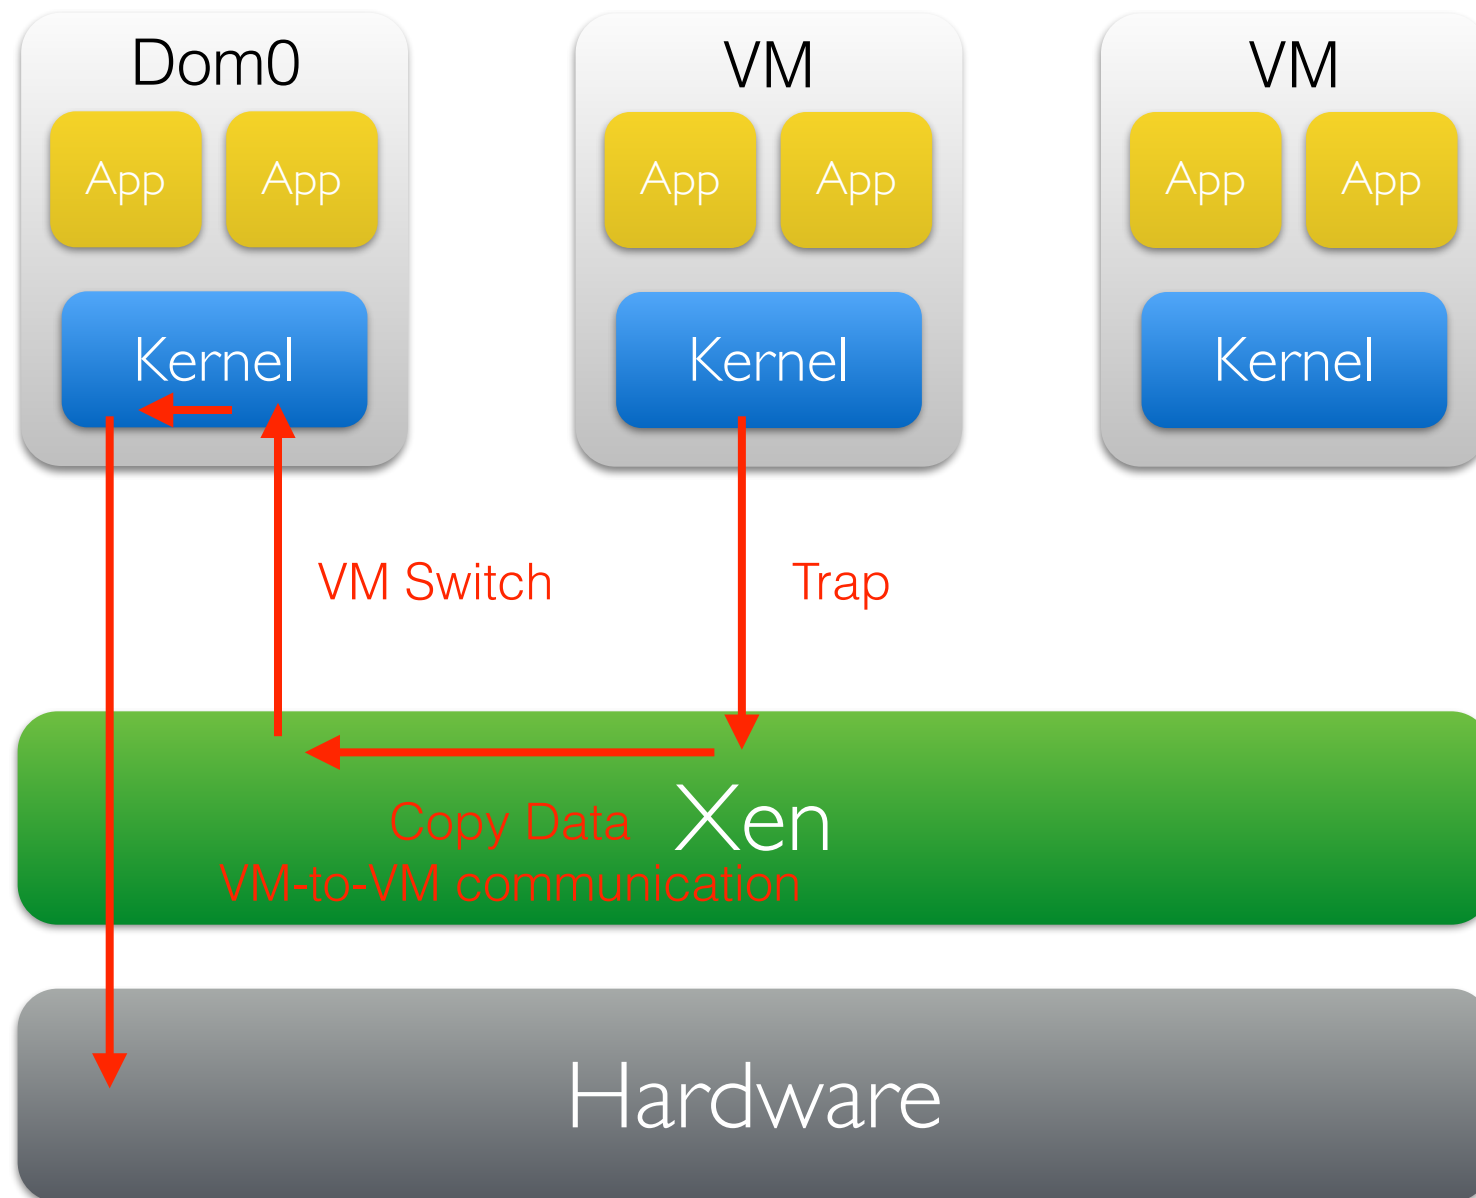 Dom0
VM
VM
App
App
App
App
App
App
Kernel
Kernel
Kernel
VM Switch
Trap
Xen
Copy Data
VM-to-VM communication
Hardware